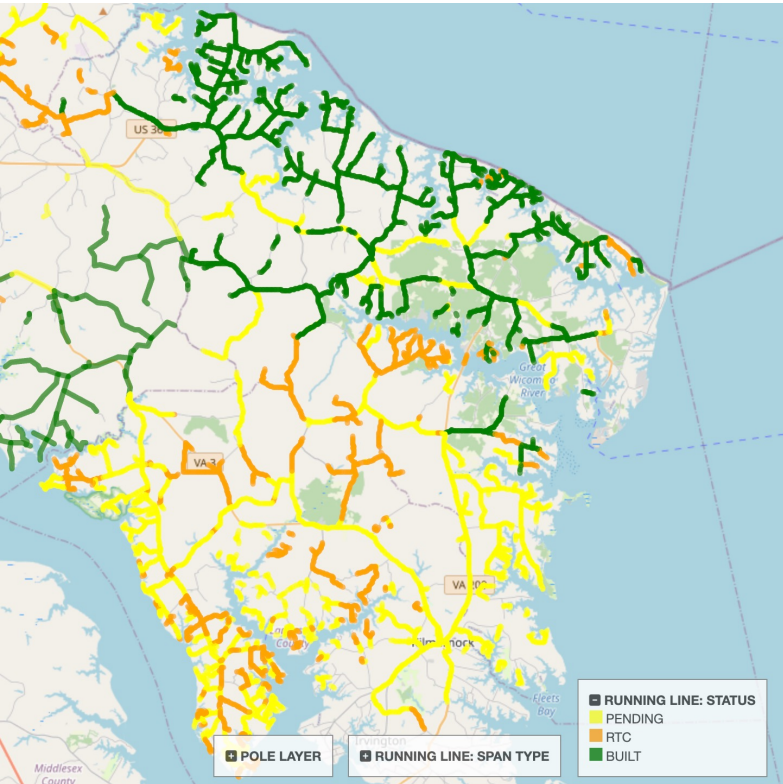 US 360
VA 3
Great
Wicomico
River
VA 200
Kilmarnock
County
Fleets
Bay
Irvington
Middlesex
County
RUNNING LINE: STATUS
PENDING
RTC
BUILT
POLE LAYER
RUNNING LINE: SPAN TYPE